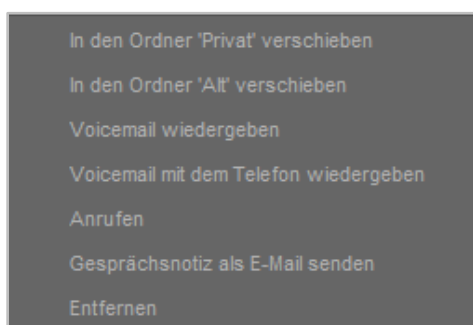 In den Ordner 'Privat' verschieben
In den Ordner 'Alt' verschieben
Voicemail wiedergeben
Voicemail mit dem Telefon wiedergeben
Anrufen
Gesprächsnotiz als E-Mail senden
Entfernen